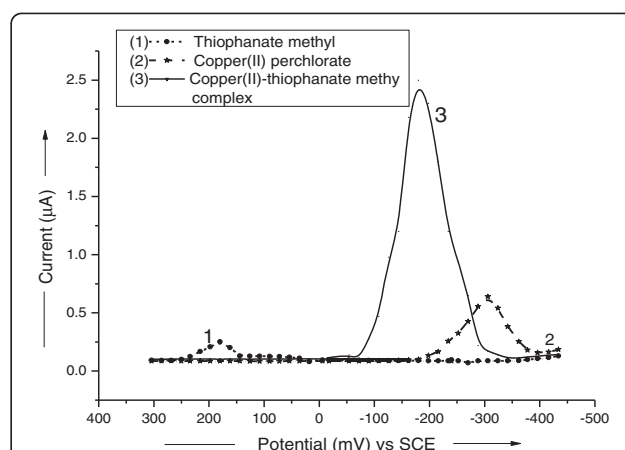 (1) Thiophanate methyl
(2) Copper(II) perchlorate
(3) Copper(II)-thiophanate methy
complex
2.5
2.0
1.5
1.0
0.5
0.0
Current (μA)
1
2
3
400 300 200 100 0 -100 -200 -300 -400 -500
Potential (mV) vs SCE